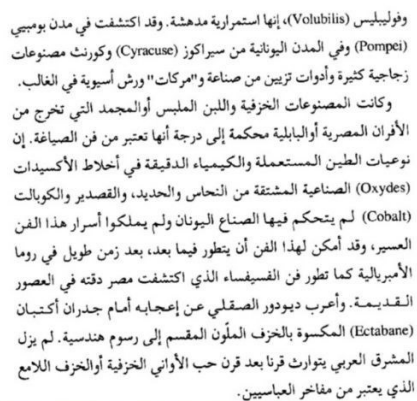 وفوليبليس (Volubilis)، إنها استمرارية مدهشة. وقد اكتشفت في مدن بومبيي
(Pompei) وفي المدن اليونانية من سيراكوز (Cyracuse) وكورنث مصنوعات
زجاجية كثيرة وأدوات تزيين من صناعة و"مركات" ورش أسيوية في الغالب.
وكانت المصنوعات الخزفية واللبن الملبس أوالمجمد التي تخرج من
الأفران المصرية أوالبابلية محكمة إلى درجة أنها تعتبر من فن الصياغة. إن
نوعيات الطين المستعملة والكيمياء الدقيقة في أخلاط الأكسيدات
(Oxydes) الصناعية المشتقة من النحاس والحديد، والقصدير والكوبالت
(Cobalt) لم يتحكم فيها الصناع اليونان ولم يملكوا أسرار هذا الفن
العسير، وقد أمكن لهذا الفن أن يتطور فيما بعد، بعد زمن طويل في روما
الأمبريالية كما تطور فن الفسيفساء الذي اكتشفت مصر دقته في العصور
القديمة. وأعرب ديودور الصقلي عن إعجابه أمام جدران أكتبان
(Ectabane) المكسوة بالخزف الملون المقسم إلى رسوم هندسية. لم يزل
المشرق العربي يتوارث قرنا بعد قرن حب الأواني الخزفية أوالخزف اللامع
الذي يعتبر من مفاخر العباسيين.